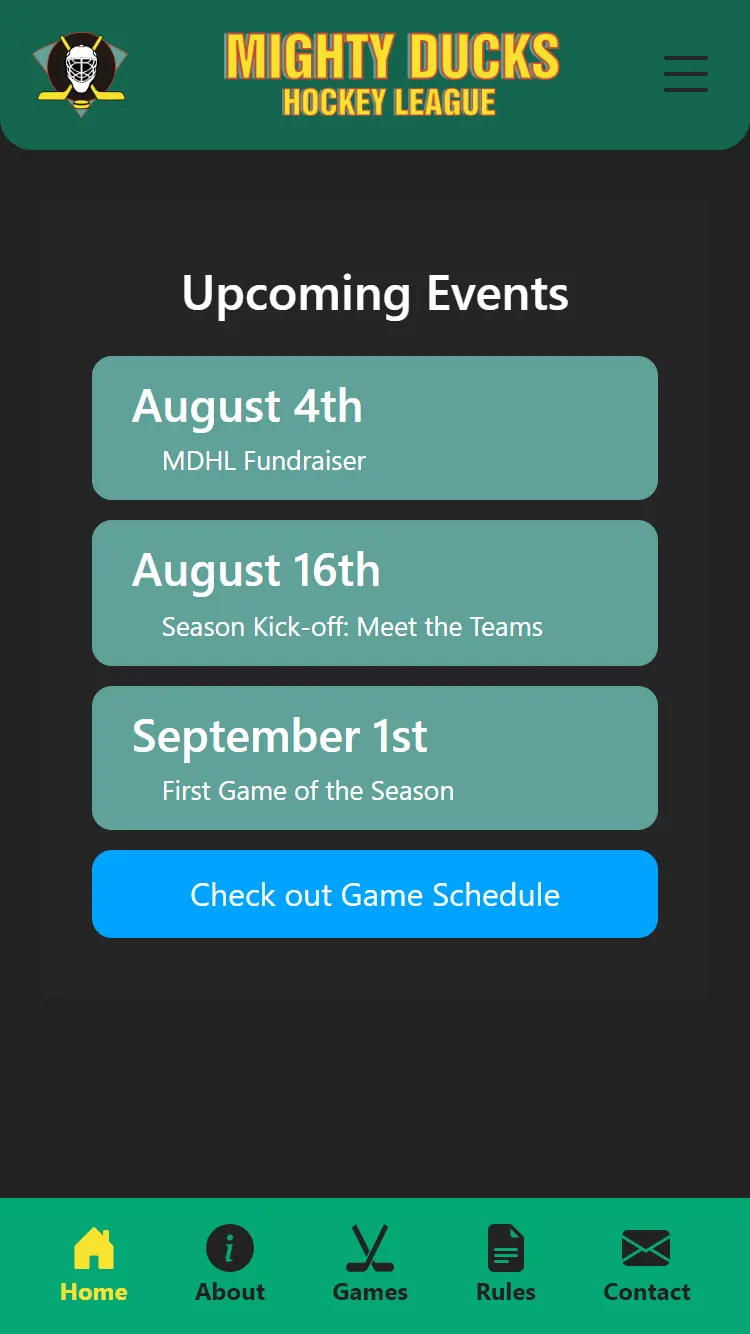 MIGHTY DUCKS
HOCKEY LEAGUE
Upcoming Events
August 4th
MDHL Fundraiser
August 16th
Season Kick-off: Meet the Teams
September 1st
First Game of the Season
Check out Game Schedule
Home
About
Games
Rules
Contact